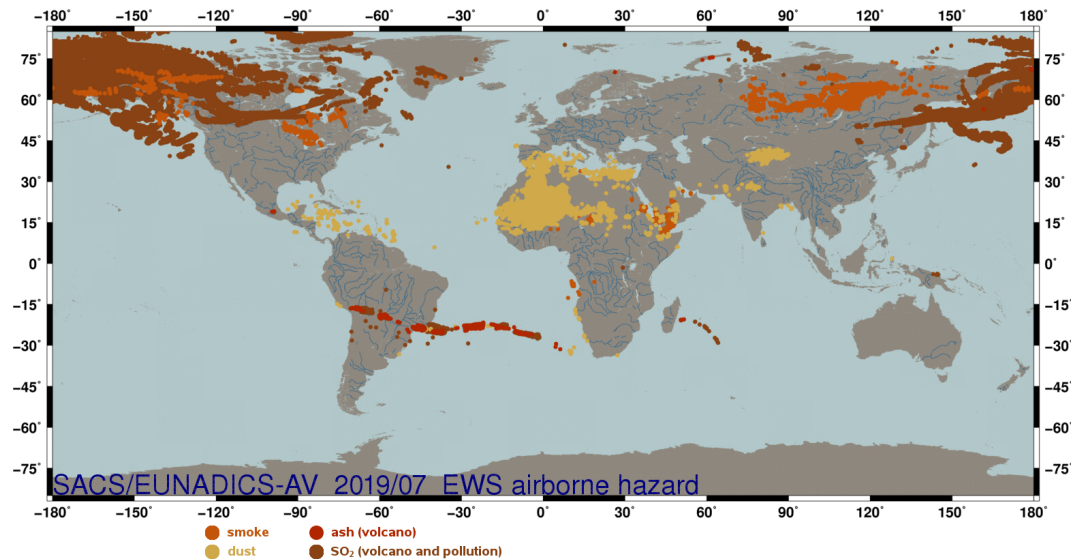 −180° −150° −120° −90° −60° −30° 0° 30° 60° 90° 120° 150° 180°
75° 75°
60° 60°
45° 45°
30° 30°
15° 15°
0° 0°
−15° −15°
−30° −30°
−45° −45°
−60° −60°
−75° −75°
SACS/EUNADICS-AV 2019/07 EWS airborne hazard
−180° −150° −120° −90° −60° −30° 0° 30° 60° 90° 120° 150° 180°
smoke ash (volcano)
dust SO₂ (volcano and pollution)